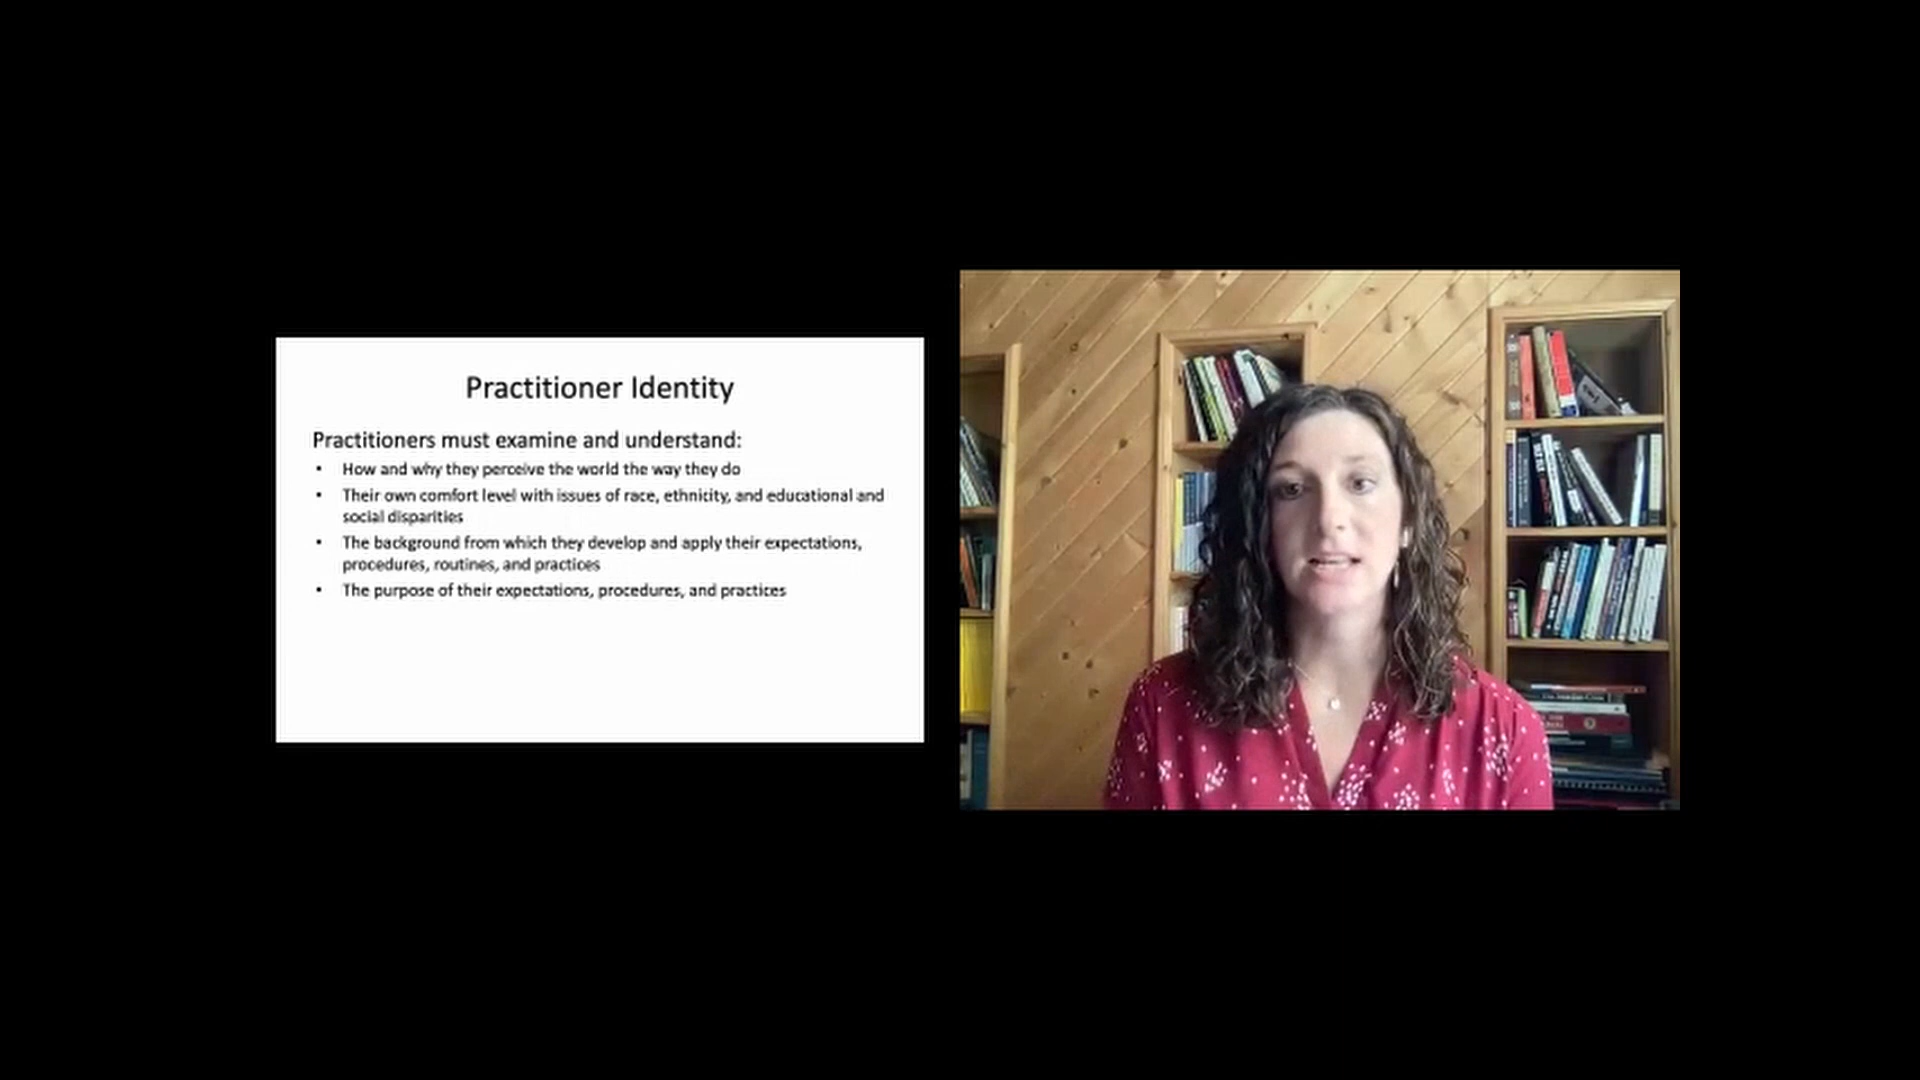 Practitioner Identity
Practitioners must examine and understand:
• How and why they perceive the world the way they do
• Their own comfort level with issues of race, ethnicity, and educational and
social disparities
• The background from which they develop and apply their expectations,
procedures, routines, and practices
• The purpose of their expectations, procedures, and practices